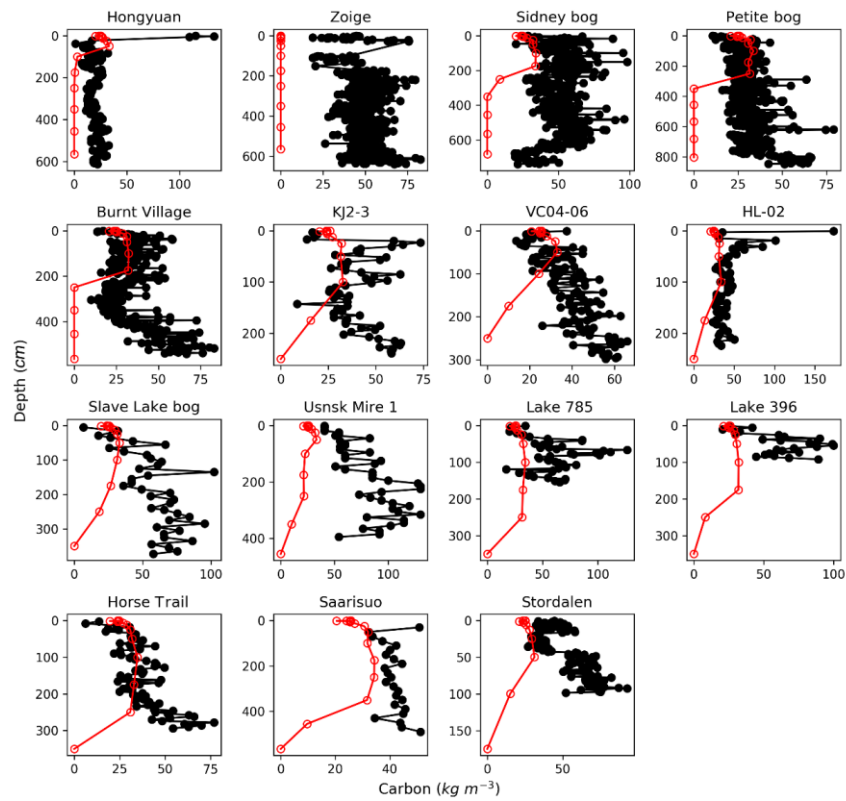 Hongyuan Zoige Sidney bog Petite bog
0 200 400 600
0 50 100
0 200 400 600
0 25 50 75
0 200 400 600
0 50 100
0 200 400 600 800
0 25 50 75
Burnt Village KJ2-3 VC04-06 HL-02
0 200 400
0 25 50 75
0 100 200
0 25 50 75
0 100 200 300
0 20 40 60
0 100 200
0 50 100 150
Depth (cm)
Slave Lake bog Usnsk Mire 1 Lake 785 Lake 396
0 100 200 300
0 50 100
0 200 400
0 50 100
0 100 200 300
0 50 100
0 100 200 300
0 25 50 75 100
Horse Trail Saarisuo Stordalen
0 100 200 300
0 25 50 75
0 200 400
0 20 40
0 50 100 150
50
Carbon (kg m⁻³)